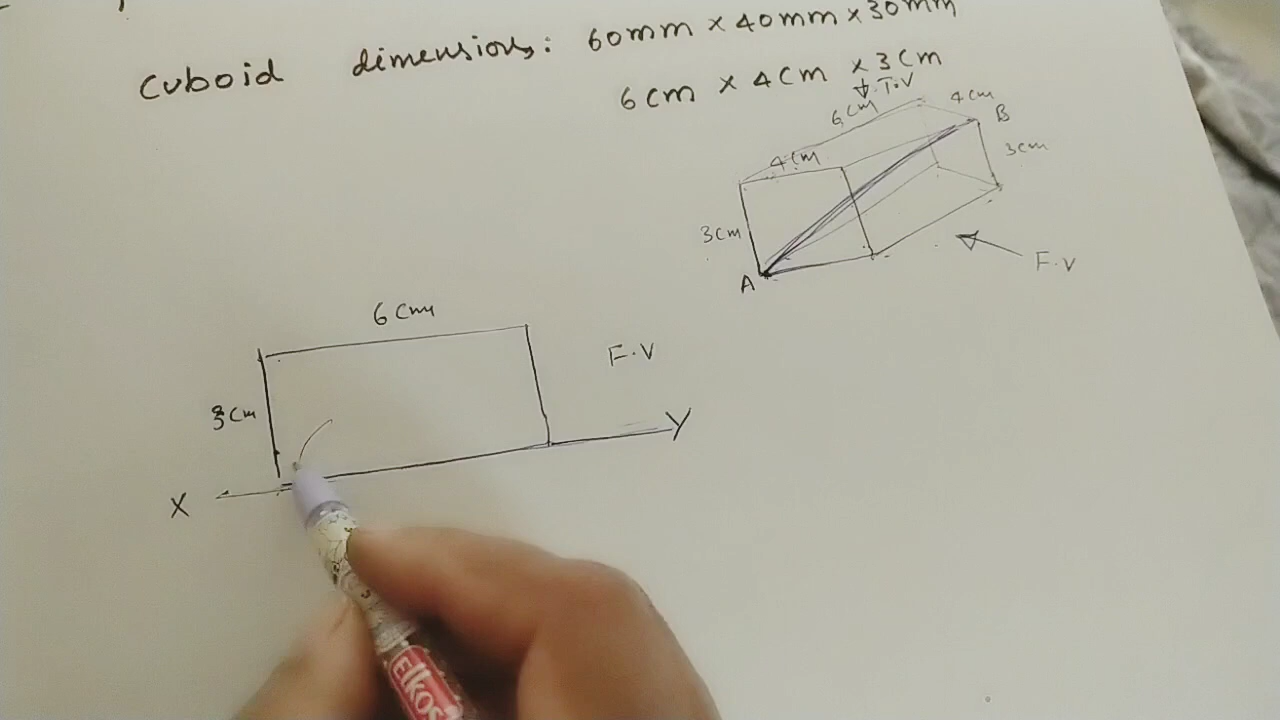 Cuboid dimensions: 60mm × 40mm × 30mm
6cm × 4cm × 3cm
T.V
6cm
4cm
B
4cm
3cm
3cm
A
F.V
6cm
F.V
3cm
Y
X
Elkos